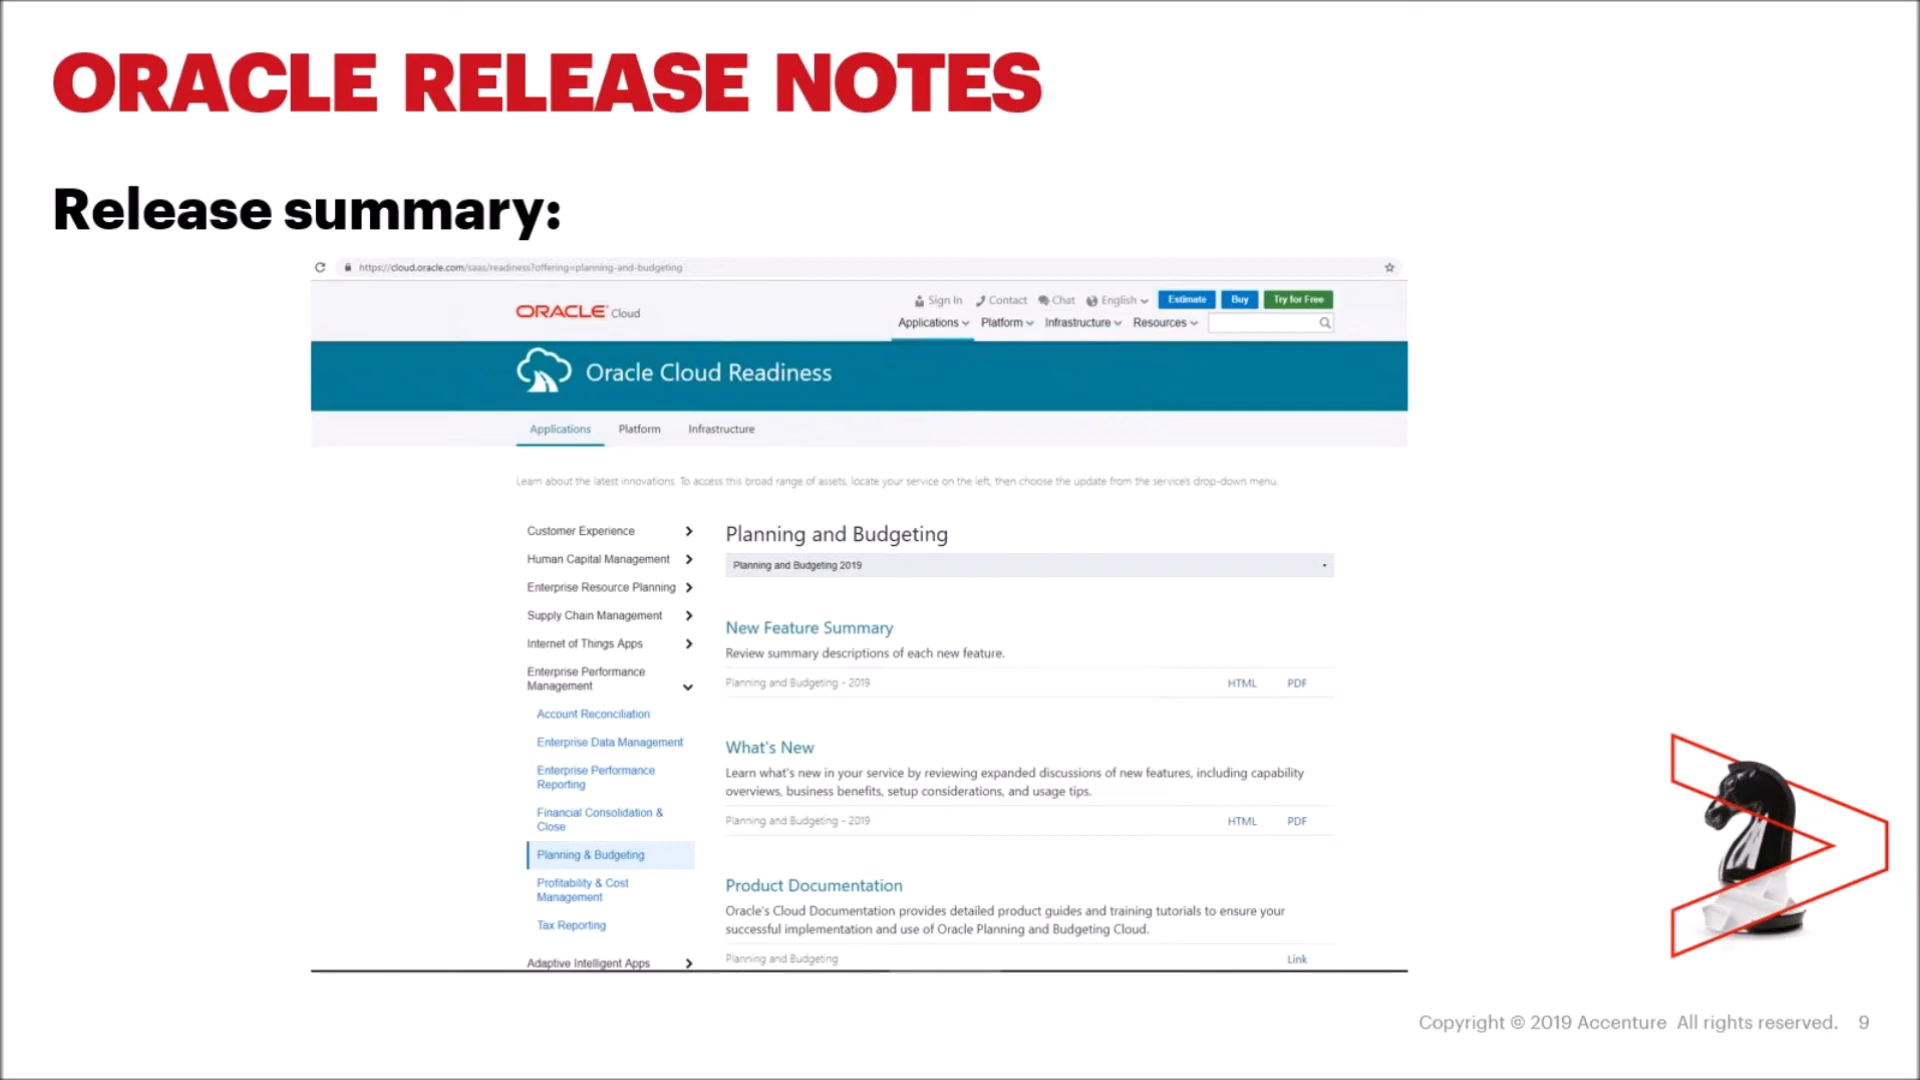 ORACLE RELEASE NOTES
Release summary:
https://cloud.oracle.com/saas/readiness?offering=planning-and-budgeting
ORACLE Cloud
Sign In Contact Chat English Estimate Buy Try for Free
Applications Platform Infrastructure Resources
Oracle Cloud Readiness
Applications Platform Infrastructure
Learn about the latest innovations. To access this broad range of assets, locate your service on the left, then choose the update from the service's drop-down menu.
Customer Experience
Human Capital Management
Enterprise Resource Planning
Supply Chain Management
Internet of Things Apps
Enterprise Performance
Management
Account Reconciliation
Enterprise Data Management
Enterprise Performance
Reporting
Financial Consolidation &
Close
Planning & Budgeting
Profitability & Cost
Management
Tax Reporting
Adaptive Intelligent Apps
Planning and Budgeting
Planning and Budgeting 2019
New Feature Summary
Review summary descriptions of each new feature.
Planning and Budgeting - 2019 HTML PDF
What's New
Learn what's new in your service by reviewing expanded discussions of new features, including capability
overviews, business benefits, setup considerations, and usage tips.
Planning and Budgeting - 2019 HTML PDF
Product Documentation
Oracle's Cloud Documentation provides detailed product guides and training tutorials to ensure your
successful implementation and use of Oracle Planning and Budgeting Cloud.
Planning and Budgeting Link
Copyright © 2019 Accenture All rights reserved. 9